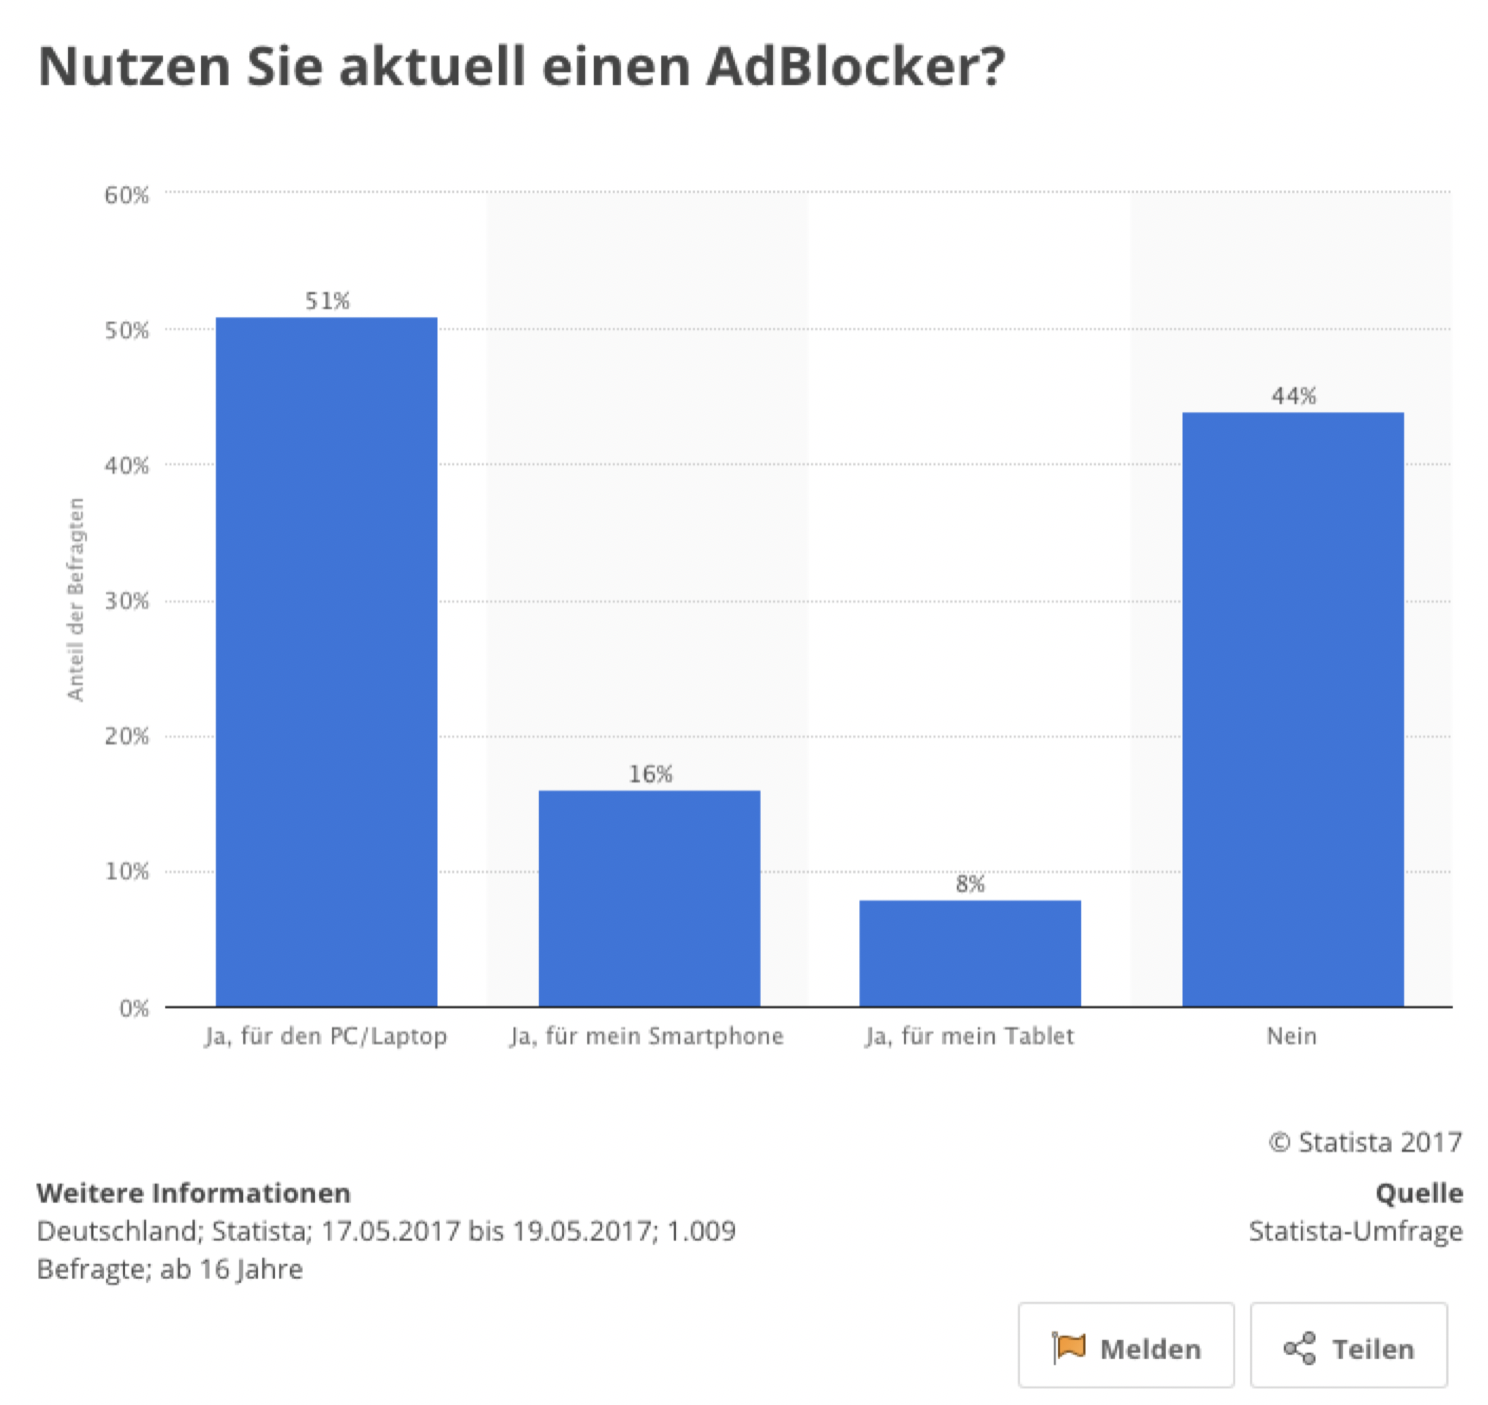 Nutzen Sie aktuell einen AdBlocker?
60%
50%
40%
30%
20%
10%
0%
Anteil der Befragten
51%
16%
8%
44%
Ja, für den PC/Laptop
Ja, für mein Smartphone
Ja, für mein Tablet
Nein
© Statista 2017
Weitere Informationen
Deutschland; Statista; 17.05.2017 bis 19.05.2017; 1.009
Befragte; ab 16 Jahre
Quelle
Statista-Umfrage
Melden
Teilen